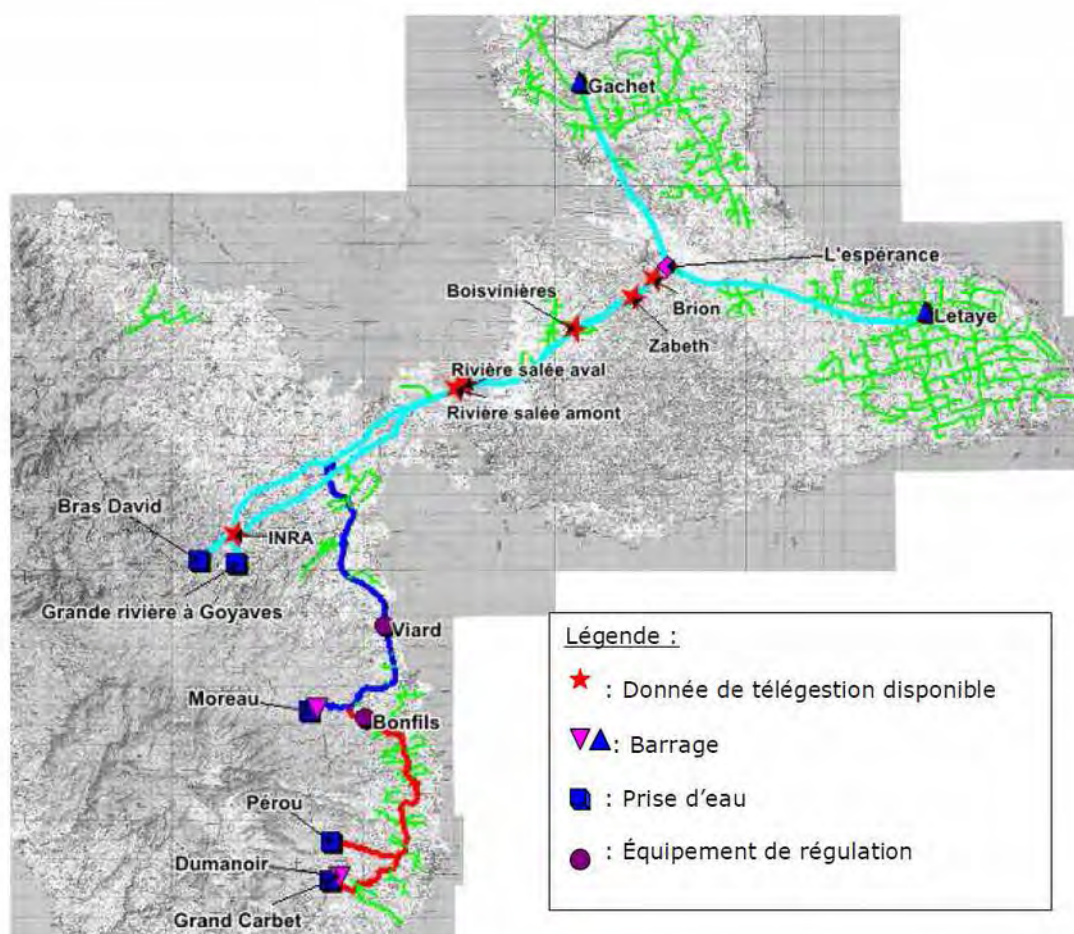 Gachet
L'espérance
Boisvinières
Brion
Letaye
Zabeth
Rivière salée aval
Rivière salée amont
Bras David
INRA
Grande rivière à Goyaves
Viard
Moreau
Bonfils
Pérou
Dumanoir
Grand Carbet
Légende :
: Donnée de télégestion disponible
: Barrage
: Prise d'eau
: Équipement de régulation